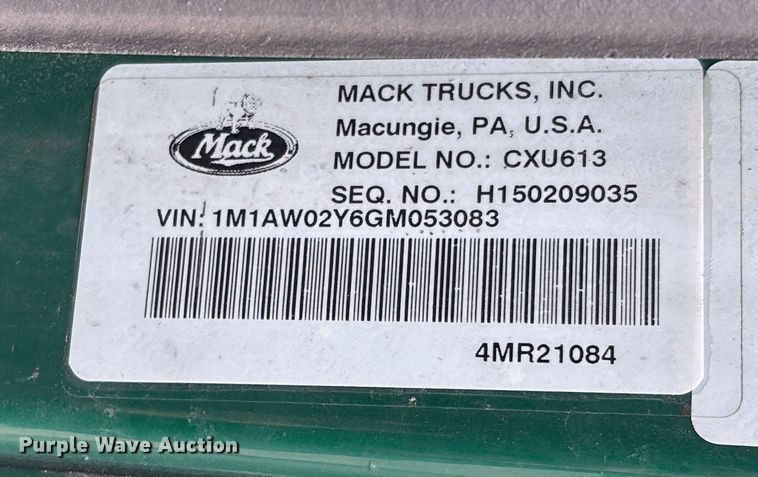 Mack
MACK TRUCKS, INC.
Macungie, PA, U.S.A.
MODEL NO.: CXU613
SEQ. NO.: H150209035
VIN: 1M1AW02Y6GM053083
4MR21084
Purple Wave Auction